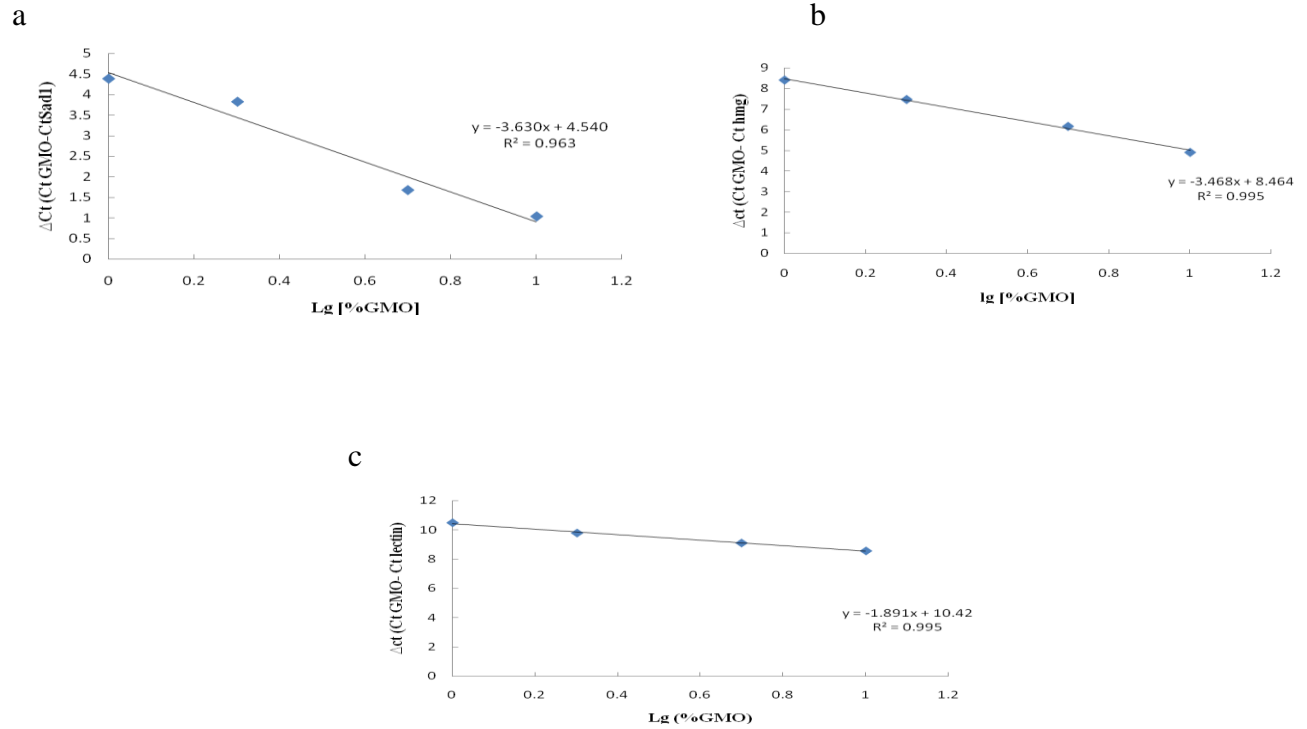 a
5
4.5
4
3.5
3
2.5
2
1.5
1
0.5
0
ΔCt (Ct GMO-CtSad1)
y = -3.630x + 4.540
R² = 0.963
0 0.2 0.4 0.6 0.8 1 1.2
Lg [%GMO]
b
9
8
7
6
5
4
3
2
1
0
Δct (Ct GMO- Ct hmg)
y = -3.468x + 8.464
R² = 0.995
0 0.2 0.4 0.6 0.8 1 1.2
lg [%GMO]
c
12
10
8
6
4
2
0
Δct (Ct GMO- Ct lectin)
y = -1.891x + 10.42
R² = 0.995
0 0.2 0.4 0.6 0.8 1 1.2
Lg (%GMO)